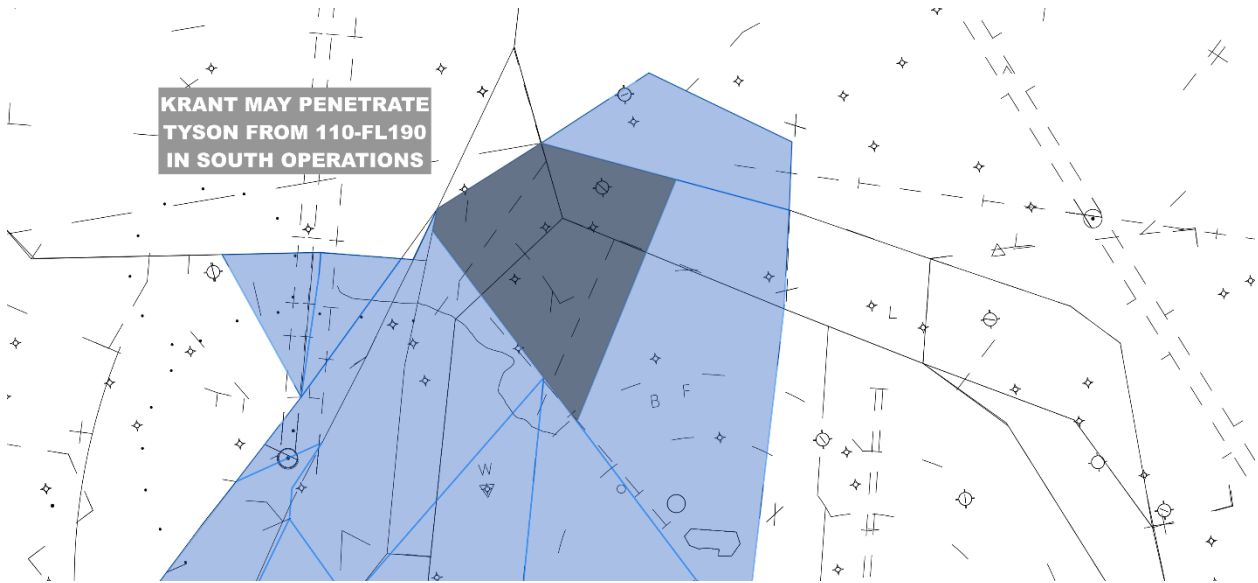 KRANT MAY PENETRATE
TYSON FROM 110-FL190
IN SOUTH OPERATIONS
L
B F
W